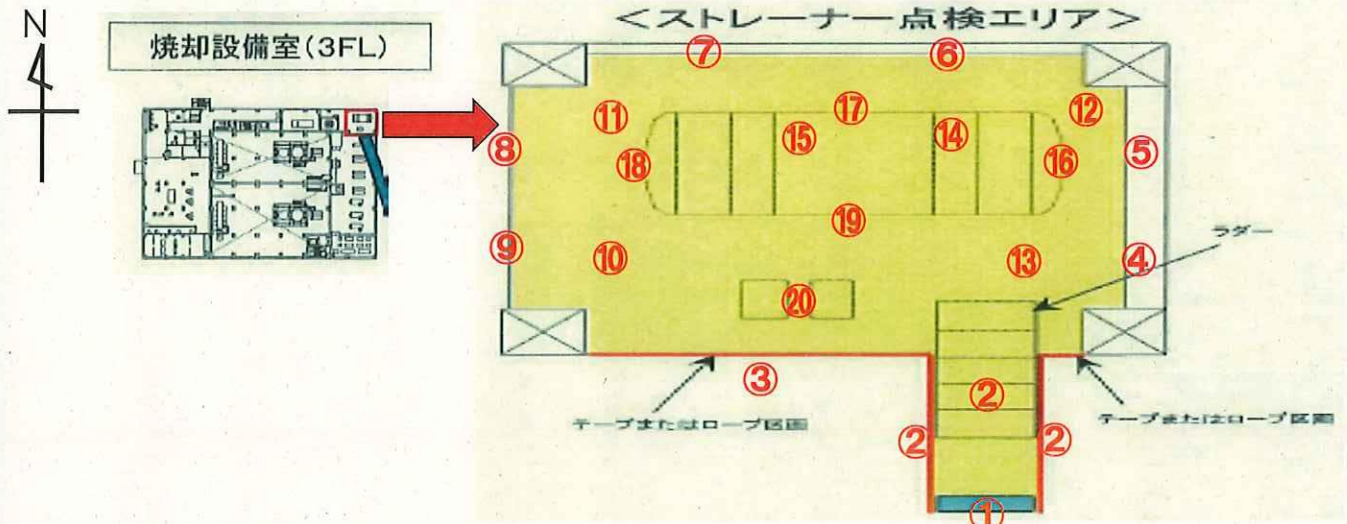 N
焼却設備室(3FL)
＜ストレーナー点検エリア＞
⑦ ⑥
⑪ ⑰ ⑫
⑧ ⑱ ⑮ ⑭ ⑯ ⑤
⑲
ラダー
⑨ ⑩ ⑬ ④
⑳
③
②
テープまたはロープ区画
テープまたはロープ区画
② ②
①